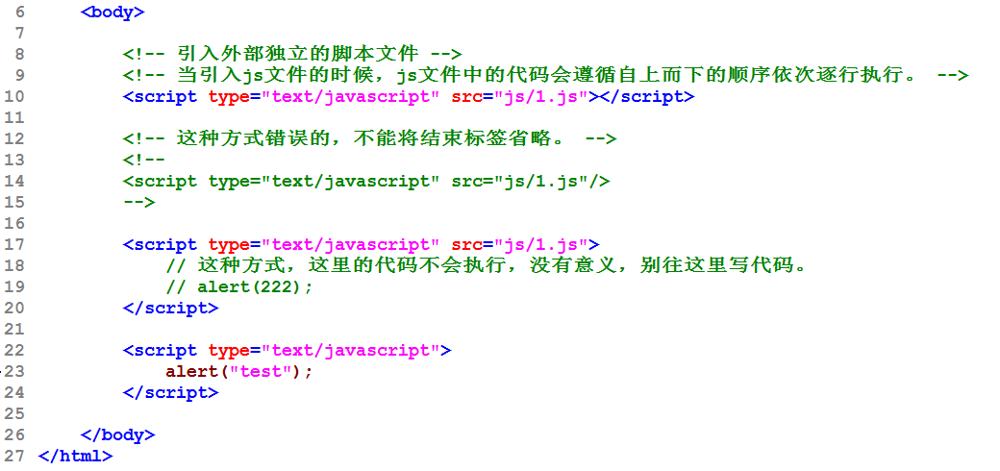 6     <body>
7
8         <!-- 引入外部独立的脚本文件 -->
9         <!-- 当引入js文件的时候，js文件中的代码会遵循自上而下的顺序依次逐行执行。 -->
10         <script type="text/javascript" src="js/1.js"></script>
11
12         <!-- 这种方式错误的，不能将结束标签省略。 -->
13         <!--
14         <script type="text/javascript" src="js/1.js"/>
15         -->
16
17         <script type="text/javascript" src="js/1.js">
18             // 这种方式，这里的代码不会执行，没有意义，别往这里写代码。
19             // alert(222);
20         </script>
21
22         <script type="text/javascript">
23             alert("test");
24         </script>
25
26     </body>
27 </html>